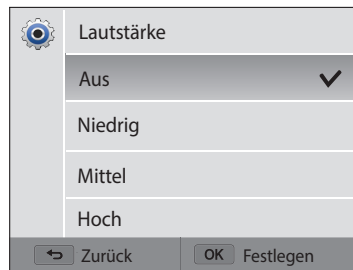 Lautstärke
Aus
Niedrig
Mittel
Hoch
Zurück OK Festlegen